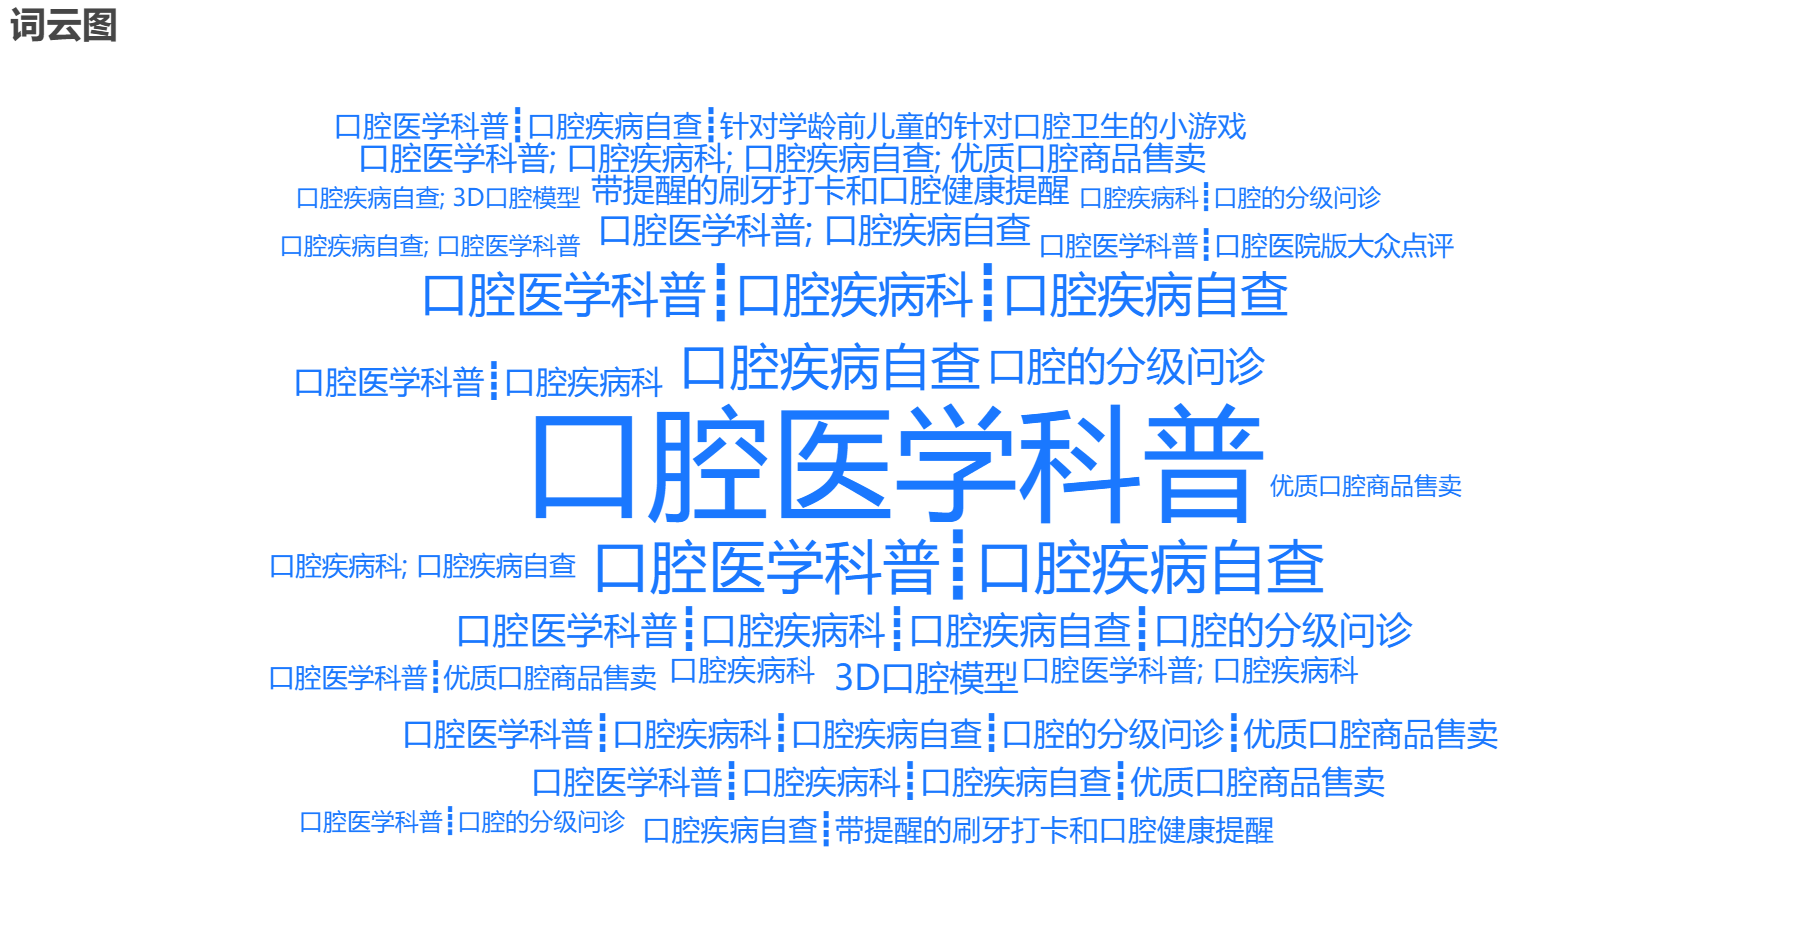 词云图
口腔医学科普┋口腔疾病自查┋针对学龄前儿童的针对口腔卫生的小游戏
口腔医学科普; 口腔疾病科; 口腔疾病自查; 优质口腔商品售卖
口腔疾病自查; 3D口腔模型
带提醒的刷牙打卡和口腔健康提醒
口腔疾病科┋口腔的分级问诊
口腔疾病自查; 口腔医学科普
口腔医学科普; 口腔疾病自查
口腔医学科普┋口腔医院版大众点评
口腔医学科普┋口腔疾病科┋口腔疾病自查
口腔医学科普┋口腔疾病科
口腔疾病自查
口腔的分级问诊
口腔医学科普
优质口腔商品售卖
口腔疾病科; 口腔疾病自查
口腔医学科普┋口腔疾病自查
口腔医学科普┋口腔疾病科┋口腔疾病自查┋口腔的分级问诊
口腔医学科普┋优质口腔商品售卖
口腔疾病科
3D口腔模型
口腔医学科普; 口腔疾病科
口腔医学科普┋口腔疾病科┋口腔疾病自查┋口腔的分级问诊┋优质口腔商品售卖
口腔医学科普┋口腔疾病科┋口腔疾病自查┋优质口腔商品售卖
口腔医学科普┋口腔的分级问诊
口腔疾病自查┋带提醒的刷牙打卡和口腔健康提醒